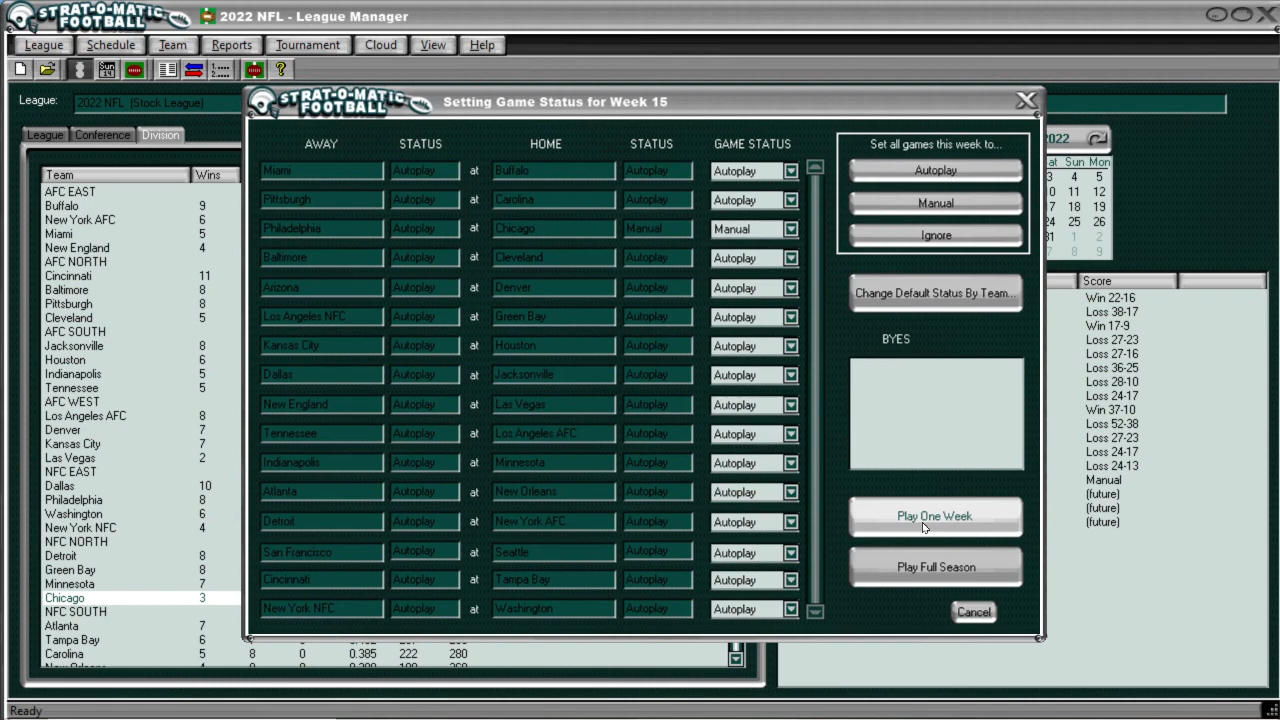 STRAT-O-MATIC FOOTBALL 2022 NFL - League Manager
League Schedule Team Reports Tournament Cloud View Help
League: 2022 NFL (Stock League)
League Conference Division
STRAT-O-MATIC FOOTBALL Setting Game Status for Week 15
AWAY STATUS HOME STATUS GAME STATUS
Miami Autoplay at Buffalo Autoplay Autoplay
Pittsburgh Autoplay at Carolina Autoplay Autoplay
Philadelphia Autoplay at Chicago Manual Manual
Baltimore Autoplay at Cleveland Autoplay Autoplay
Arizona Autoplay at Denver Autoplay Autoplay
Los Angeles NFC Autoplay at Green Bay Autoplay Autoplay
Kansas City Autoplay at Houston Autoplay Autoplay
Dallas Autoplay at Jacksonville Autoplay Autoplay
New England Autoplay at Las Vegas Autoplay Autoplay
Tennessee Autoplay at Los Angeles AFC Autoplay Autoplay
Indianapolis Autoplay at Minnesota Autoplay Autoplay
Atlanta Autoplay at New Orleans Autoplay Autoplay
Detroit Autoplay at New York AFC Autoplay Autoplay
San Francisco Autoplay at Seattle Autoplay Autoplay
Cincinnati Autoplay at Tampa Bay Autoplay Autoplay
New York NFC Autoplay at Washington Autoplay Autoplay
Set all games this week to...
Autoplay
Manual
Ignore
Change Default Status By Team...
BYES
Play One Week
Play Full Season
Cancel
Team Wins
AFC EAST
Buffalo 9
New York AFC 6
Miami 5
New England 4
AFC NORTH
Cincinnati 11
Baltimore 8
Pittsburgh 8
Cleveland 5
AFC SOUTH
Jacksonville 8
Houston 6
Indianapolis 5
Tennessee 5
AFC WEST
Los Angeles AFC 8
Denver 7
Kansas City 7
Las Vegas 2
NFC EAST
Dallas 10
Philadelphia 8
Washington 6
New York NFC 4
NFC NORTH
Detroit 8
Green Bay 8
Minnesota 7
Chicago 3
NFC SOUTH
Atlanta 7
Tampa Bay 6
Carolina 5 8 0 0.385 222 280
2022
at Sun Mon
3 4 5
10 11 12
17 18 19
24 25 26
31 1 2
7 8 9
Score
Win 22-16
Loss 38-17
Win 17-9
Loss 27-23
Loss 27-16
Loss 36-25
Loss 28-10
Loss 24-17
Win 37-10
Loss 52-38
Loss 27-23
Loss 24-17
Loss 24-13
Manual
(future)
(future)
(future)
Ready